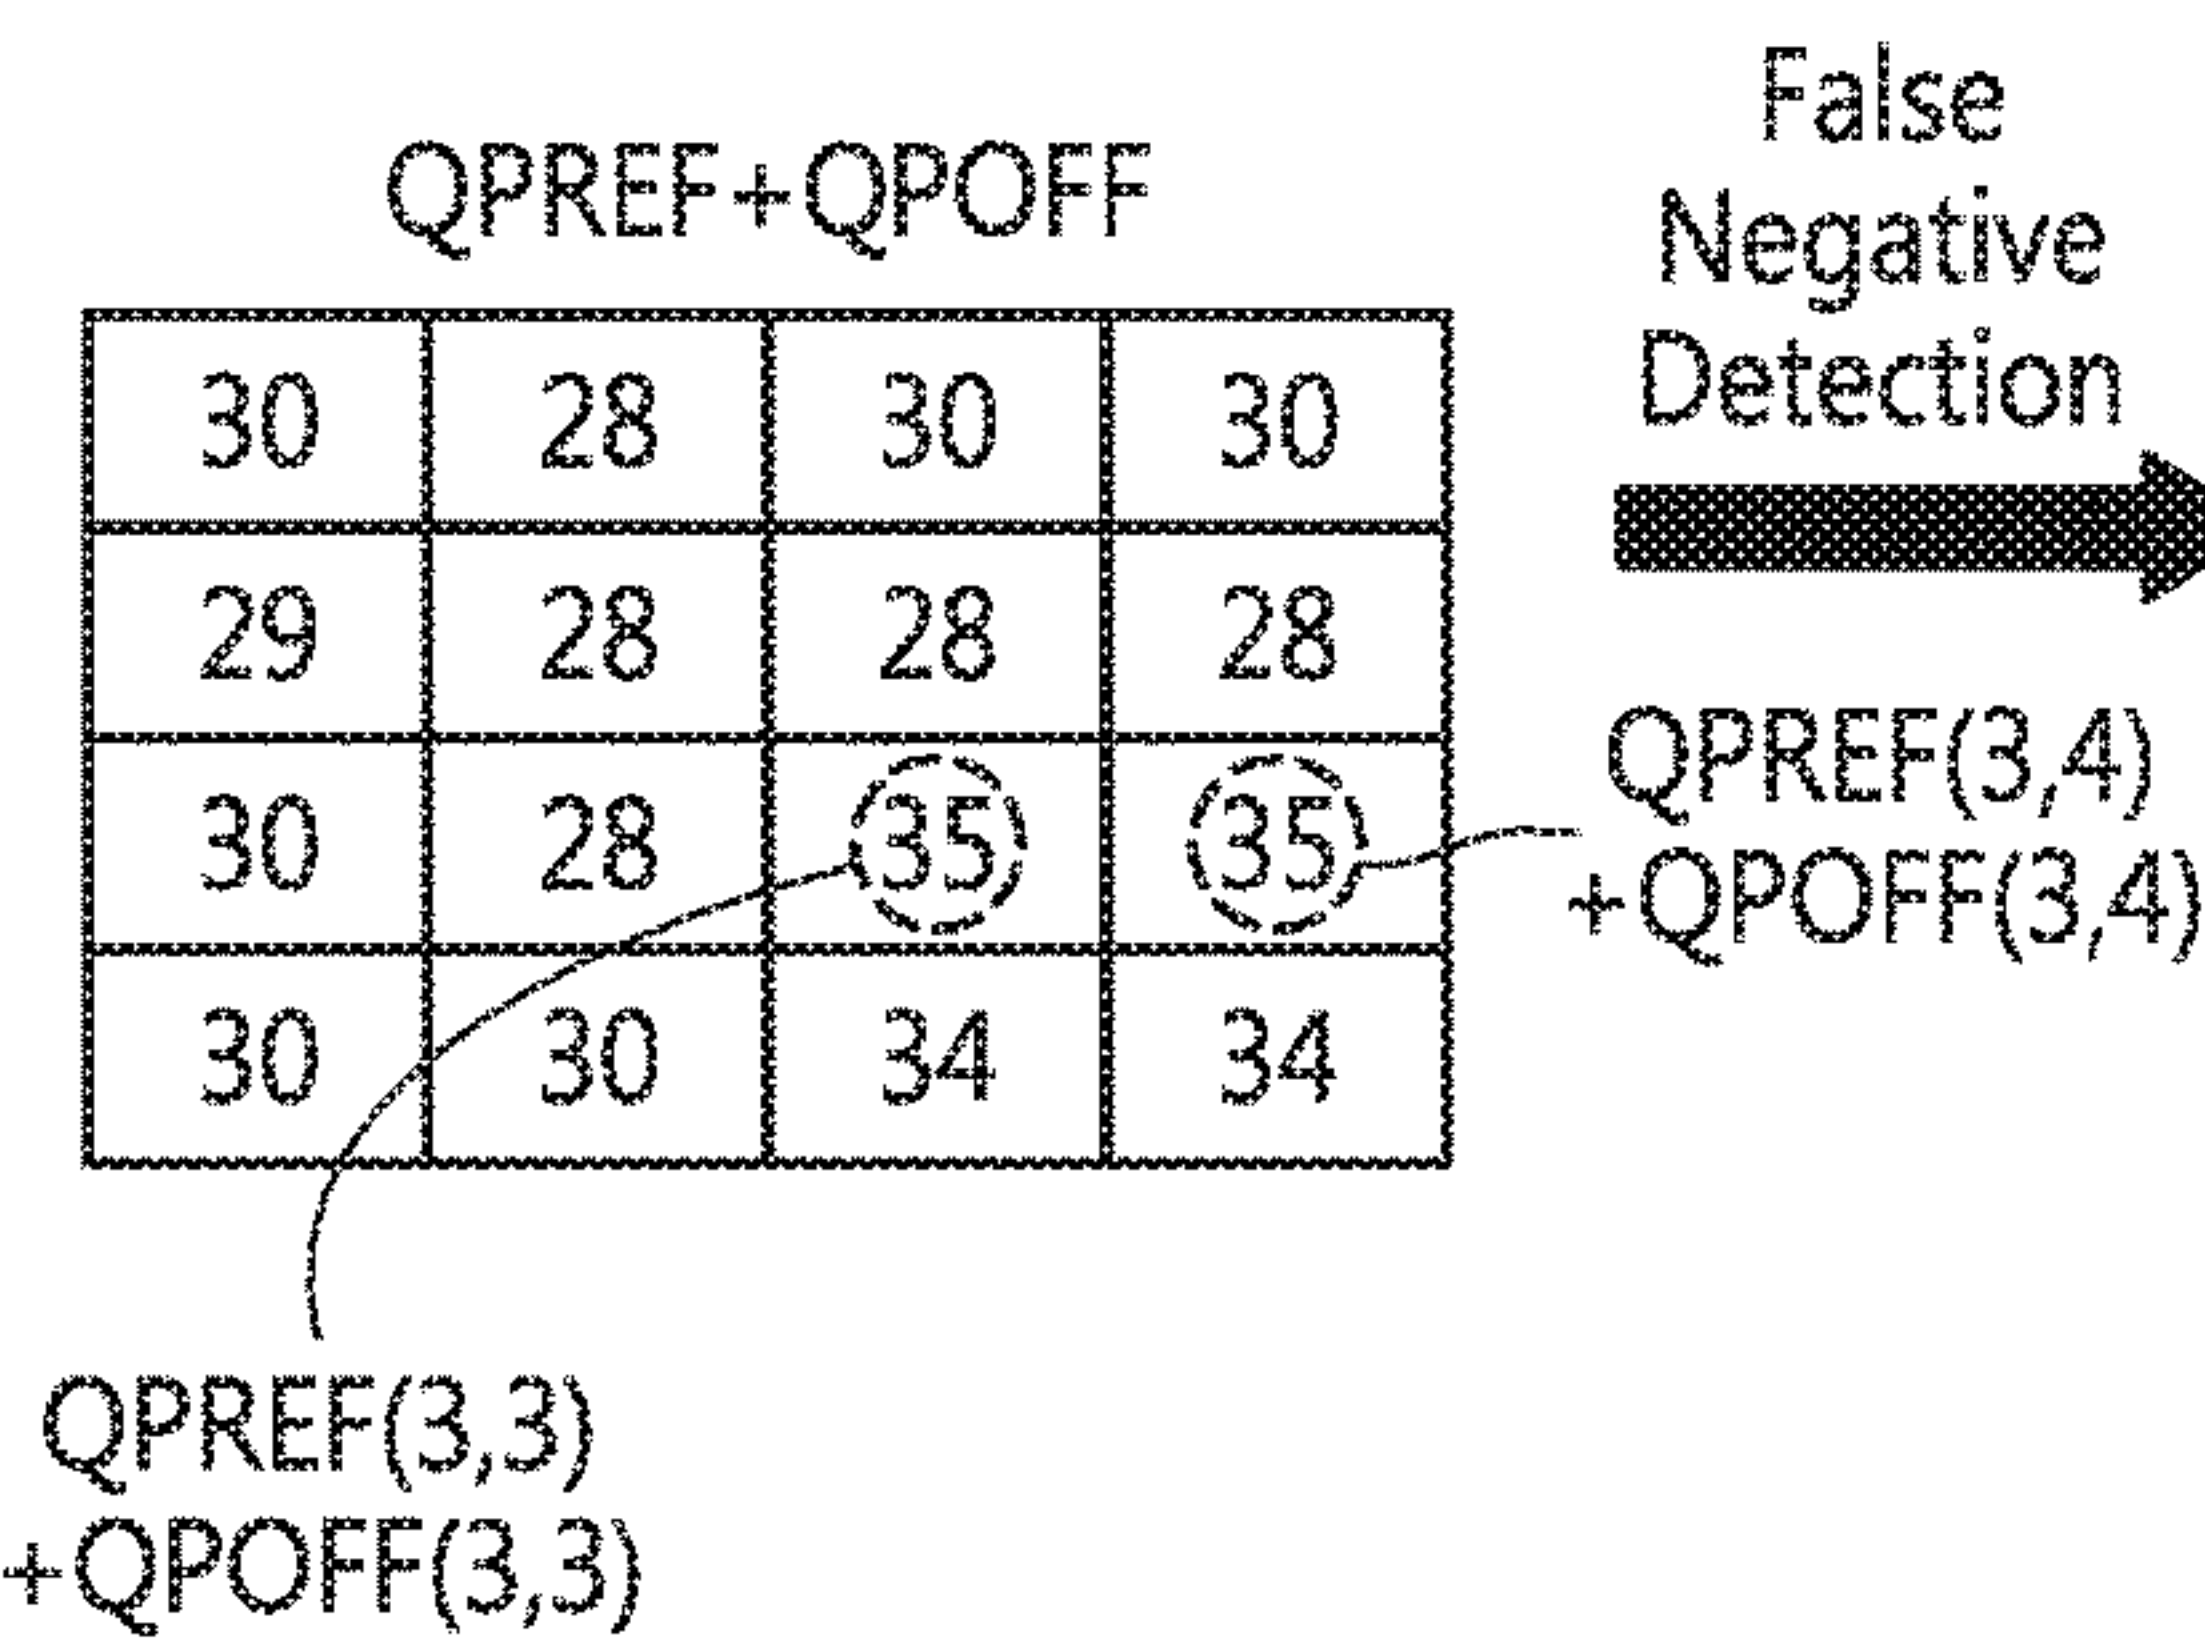 QPREF+QPOFF
30 28 30 30
29 28 28 28
30 28 35 35
30 30 34 34
False
Negative
Detection
QPREF(3,4)
+QPOFF(3,4)
QPREF(3,3)
+QPOFF(3,3)